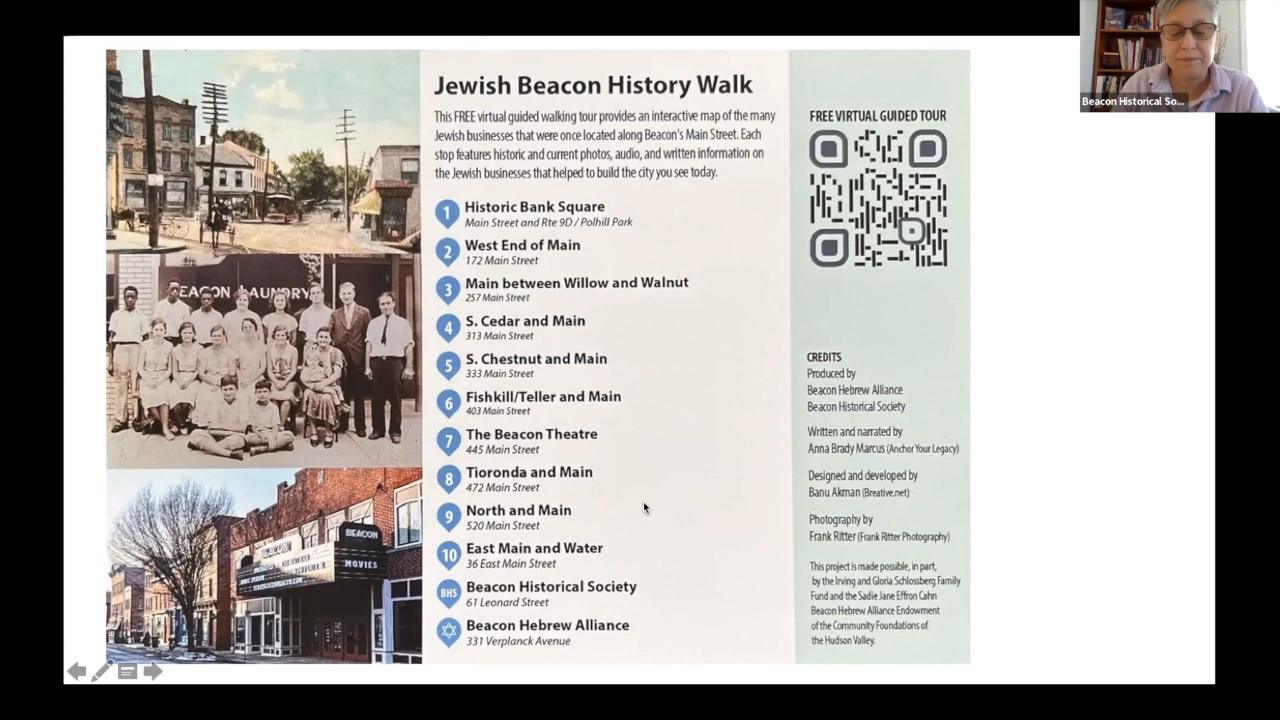 Jewish Beacon History Walk
This FREE virtual guided walking tour provides an interactive map of the many
Jewish businesses that were once located along Beacon's Main Street. Each
stop features historic and current photos, audio, and written information on
the Jewish businesses that helped to build the city you see today.
1 Historic Bank Square
Main Street and Rte 9D / Polhill Park
2 West End of Main
172 Main Street
3 Main between Willow and Walnut
257 Main Street
4 S. Cedar and Main
313 Main Street
5 S. Chestnut and Main
333 Main Street
6 Fishkill/Teller and Main
403 Main Street
7 The Beacon Theatre
445 Main Street
8 Tioronda and Main
472 Main Street
9 North and Main
520 Main Street
10 East Main and Water
36 East Main Street
BHS Beacon Historical Society
61 Leonard Street
Beacon Hebrew Alliance
331 Verplanck Avenue
FREE VIRTUAL GUIDED TOUR
CREDITS
Produced by
Beacon Hebrew Alliance
Beacon Historical Society
Written and narrated by
Anna Brady Marcus (Anchor Your Legacy)
Designed and developed by
Banu Akman (Breative.net)
Photography by
Frank Ritter (Frank Ritter Photography)
This project is made possible, in part,
by the Irving and Gloria Schlossberg Family
Fund and the Sadie Jane Effron Cahn
Beacon Hebrew Alliance Endowment
of the Community Foundations of
the Hudson Valley.
BEACON LAUNDRY
BEACON
MOVIES
Beacon Historical So...